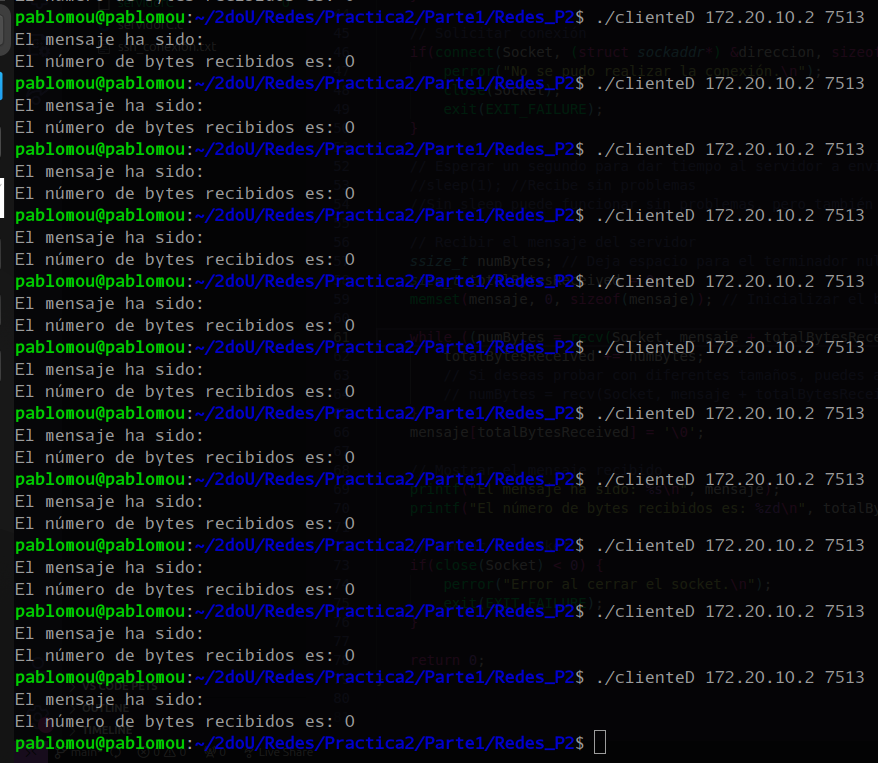 pablomou@pablomou:~/2doU/Redes/Practica2/Parte1/Redes_P2$ ./clienteD 172.20.10.2 7513
El mensaje ha sido:
El número de bytes recibidos es: 0
pablomou@pablomou:~/2doU/Redes/Practica2/Parte1/Redes_P2$ ./clienteD 172.20.10.2 7513
El mensaje ha sido:
El número de bytes recibidos es: 0
pablomou@pablomou:~/2doU/Redes/Practica2/Parte1/Redes_P2$ ./clienteD 172.20.10.2 7513
El mensaje ha sido:
El número de bytes recibidos es: 0
pablomou@pablomou:~/2doU/Redes/Practica2/Parte1/Redes_P2$ ./clienteD 172.20.10.2 7513
El mensaje ha sido:
El número de bytes recibidos es: 0
pablomou@pablomou:~/2doU/Redes/Practica2/Parte1/Redes_P2$ ./clienteD 172.20.10.2 7513
El mensaje ha sido:
El número de bytes recibidos es: 0
pablomou@pablomou:~/2doU/Redes/Practica2/Parte1/Redes_P2$ ./clienteD 172.20.10.2 7513
El mensaje ha sido:
El número de bytes recibidos es: 0
pablomou@pablomou:~/2doU/Redes/Practica2/Parte1/Redes_P2$ ./clienteD 172.20.10.2 7513
El mensaje ha sido:
El número de bytes recibidos es: 0
pablomou@pablomou:~/2doU/Redes/Practica2/Parte1/Redes_P2$ ./clienteD 172.20.10.2 7513
El mensaje ha sido:
El número de bytes recibidos es: 0
pablomou@pablomou:~/2doU/Redes/Practica2/Parte1/Redes_P2$ ./clienteD 172.20.10.2 7513
El mensaje ha sido:
El número de bytes recibidos es: 0
pablomou@pablomou:~/2doU/Redes/Practica2/Parte1/Redes_P2$ ./clienteD 172.20.10.2 7513
El mensaje ha sido:
El número de bytes recibidos es: 0
pablomou@pablomou:~/2doU/Redes/Practica2/Parte1/Redes_P2$ ./clienteD 172.20.10.2 7513
El mensaje ha sido:
El número de bytes recibidos es: 0
pablomou@pablomou:~/2doU/Redes/Practica2/Parte1/Redes_P2$